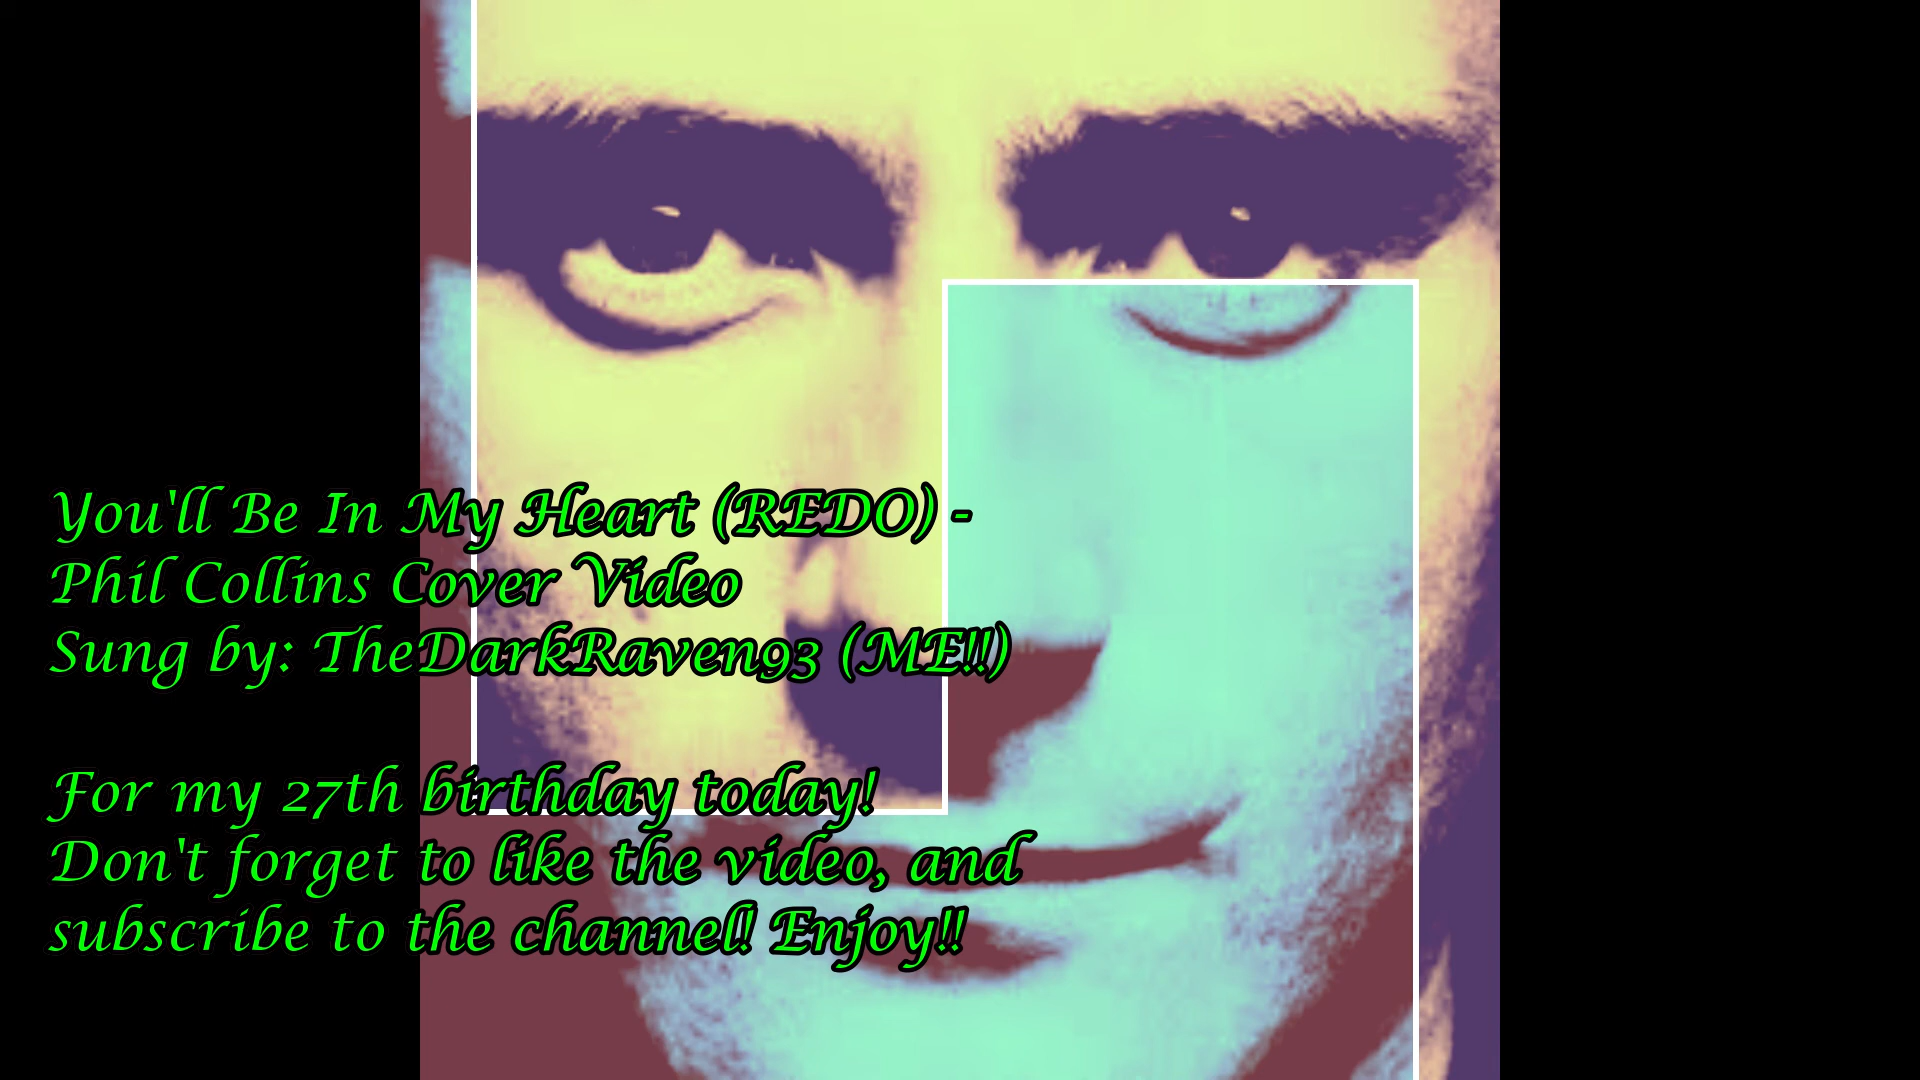 You'll Be In My Heart (REDO) -
Phil Collins Cover Video
Sung by: TheDarkRaven93 (ME!!)
For my 27th birthday today!
Don't forget to like the video, and
subscribe to the channel! Enjoy!!